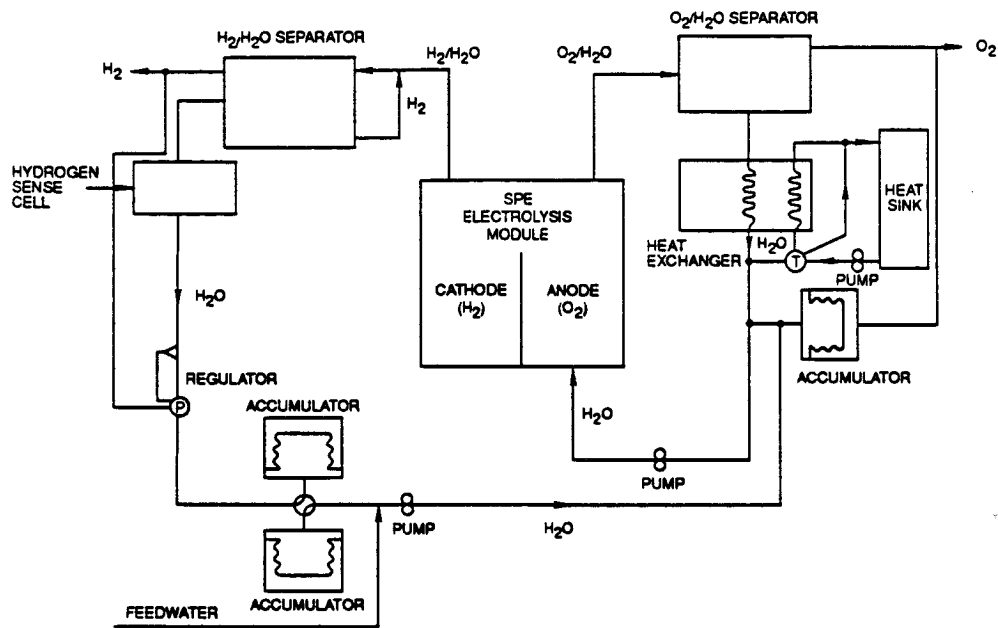 H2/H2O SEPARATOR
O2/H2O SEPARATOR
H2
H2/H2O
O2/H2O
O2
H2
HYDROGEN
SENSE
CELL
SPE
ELECTROLYSIS
MODULE
HEAT
SINK
H2O
HEAT
EXCHANGER
T
PUMP
CATHODE
(H2)
ANODE
(O2)
H2O
ACCUMULATOR
REGULATOR
P
ACCUMULATOR
H2O
PUMP
PUMP
H2O
ACCUMULATOR
FEEDWATER